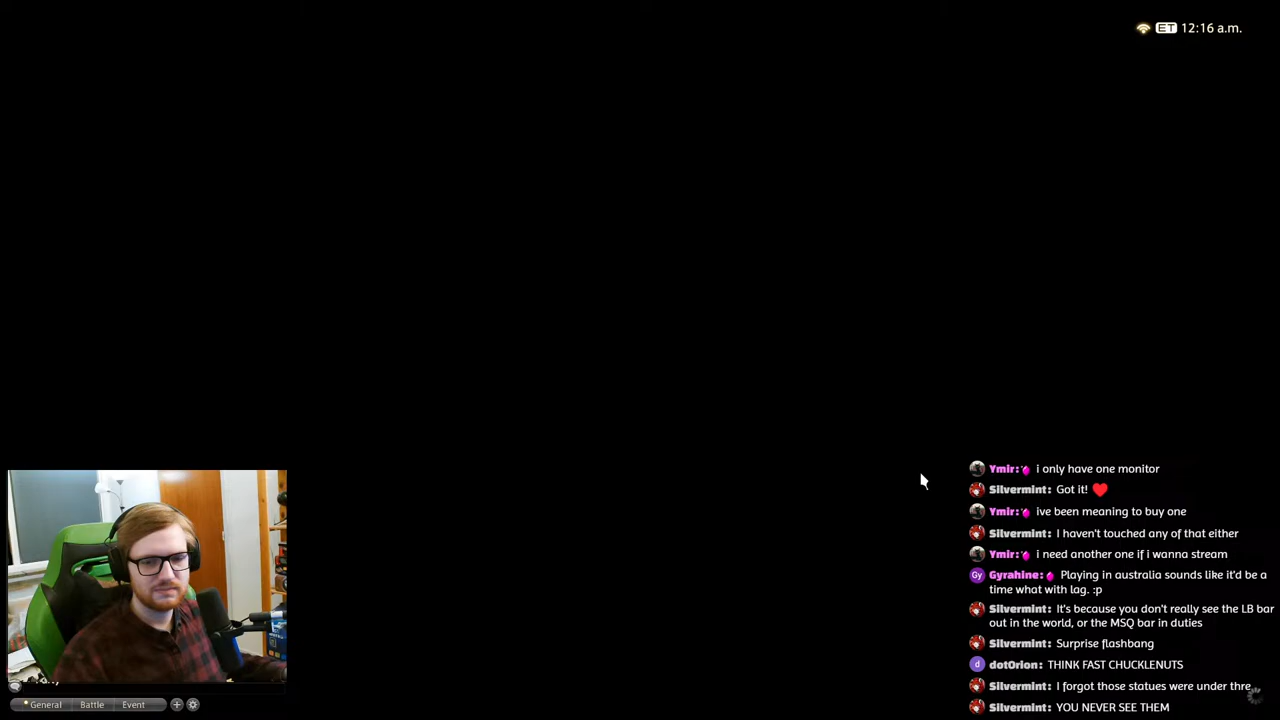 ET 12:16 a.m.
Ymir: i only have one monitor
Silvermint: Got it! ❤
Ymir: ive been meaning to buy one
Silvermint: I haven't touched any of that either
Ymir: i need another one if i wanna stream
Gy Gyrahine: Playing in australia sounds like it'd be a
time what with lag. :p
Silvermint: It's because you don't really see the LB bar
out in the world, or the MSQ bar in duties
Silvermint: Surprise flashbang
d dotOrion: THINK FAST CHUCKLENUTS
Silvermint: I forgot those statues were under thre
Silvermint: YOU NEVER SEE THEM
General Battle Event